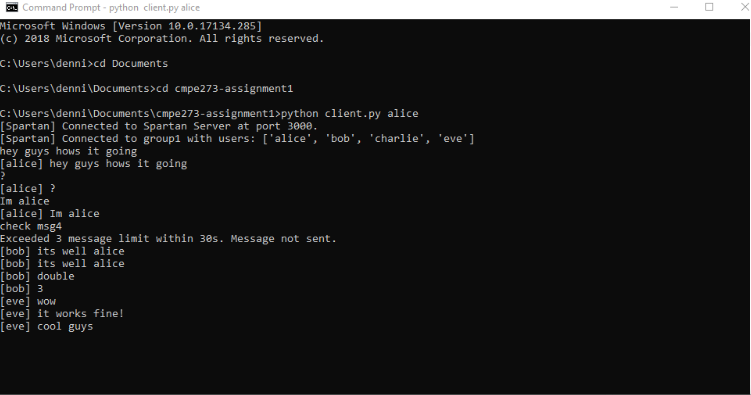 Command Prompt - python  client.py alice
Microsoft Windows [Version 10.0.17134.285]
(c) 2018 Microsoft Corporation. All rights reserved.
C:\Users\denni>cd Documents
C:\Users\denni\Documents>cd cmpe273-assignment1
C:\Users\denni\Documents\cmpe273-assignment1>python client.py alice
[Spartan] Connected to Spartan Server at port 3000.
[Spartan] Connected to group1 with users: ['alice', 'bob', 'charlie', 'eve']
hey guys hows it going
[alice] hey guys hows it going
?
[alice] ?
Im alice
[alice] Im alice
check msg4
Exceeded 3 message limit within 30s. Message not sent.
[bob] its well alice
[bob] its well alice
[bob] double
[bob] 3
[eve] wow
[eve] it works fine!
[eve] cool guys